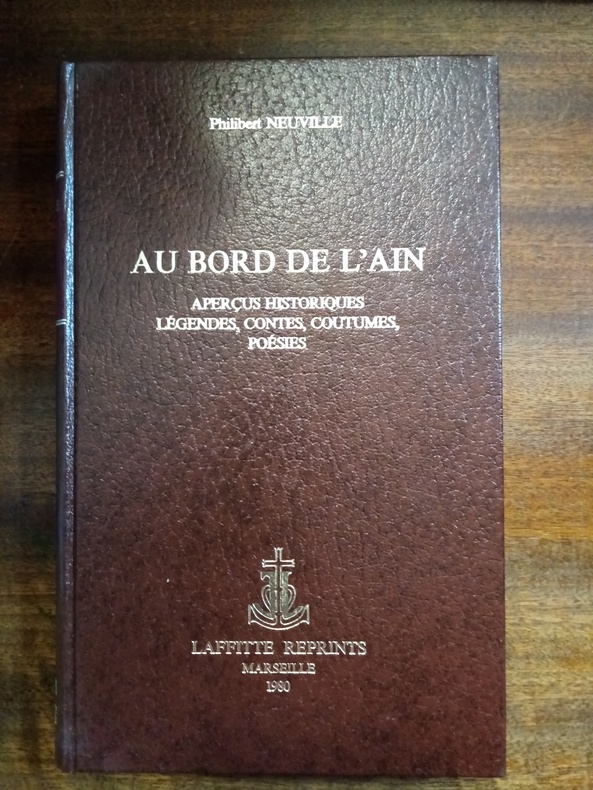 Philibert NEUVILLE
AU BORD DE L'AIN
APERÇUS HISTORIQUES
LÉGENDES, CONTES, COUTUMES,
POÉSIES
LAFFITTE REPRINTS
MARSEILLE
1980